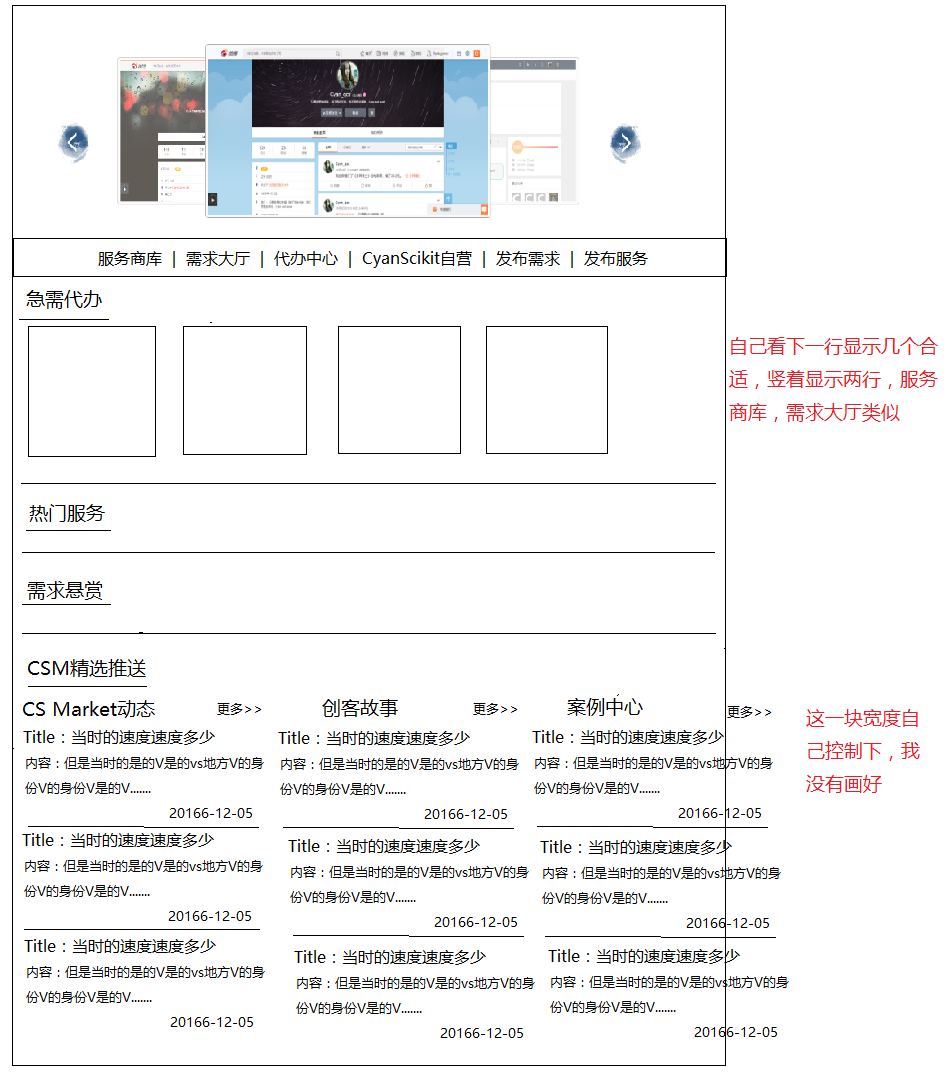 Cyan_qcr
服务商库 | 需求大厅 | 代办中心 | CyanScikit自营 | 发布需求 | 发布服务
急需代办
自己看下一行显示几个合
适，竖着显示两行，服务
商库，需求大厅类似
热门服务
需求悬赏
CSM精选推送
CS Market动态 更多>>
Title：当时的速度速度多少
内容：但是当时的是的V是的vs地方V的身
份V的身份V是的V.......
20166-12-05
Title：当时的速度速度多少
内容：但是当时的是的V是的vs地方V的身
份V的身份V是的V.......
20166-12-05
Title：当时的速度速度多少
内容：但是当时的是的V是的vs地方V的身
份V的身份V是的V.......
20166-12-05
创客故事 更多>>
Title：当时的速度速度多少
内容：但是当时的是的V是的vs地方V的身
份V的身份V是的V.......
20166-12-05
Title：当时的速度速度多少
内容：但是当时的是的V是的vs地方V的身
份V的身份V是的V.......
20166-12-05
Title：当时的速度速度多少
内容：但是当时的是的V是的vs地方V的身
份V的身份V是的V.......
20166-12-05
案例中心 更多>>
Title：当时的速度速度多少
内容：但是当时的是的V是的vs地方V的身
份V的身份V是的V.......
20166-12-05
Title：当时的速度速度多少
内容：但是当时的是的V是的vs地方V的身
份V的身份V是的V.......
20166-12-05
Title：当时的速度速度多少
内容：但是当时的是的V是的vs地方V的身
份V的身份V是的V.......
20166-12-05
这一块宽度自
己控制下，我
没有画好